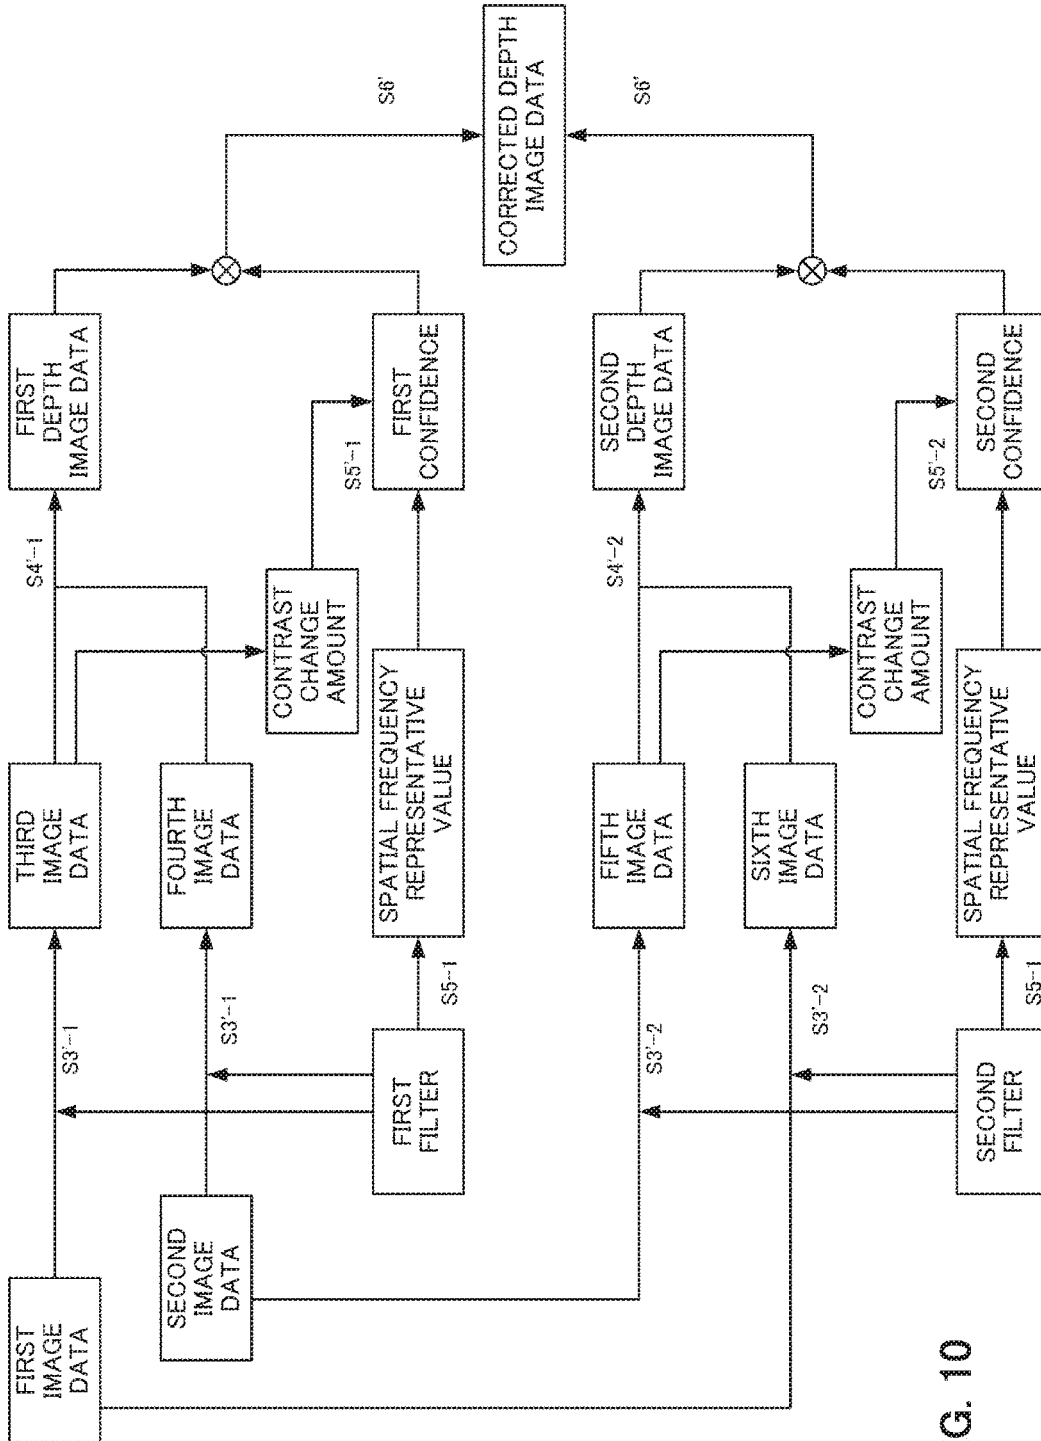 FIRST
IMAGE
DATA
SECOND
IMAGE
DATA
S3'-1
S3'-1
FIRST
FILTER
S5-1
THIRD
IMAGE
DATA
FOURTH
IMAGE
DATA
SPATIAL FREQUENCY
REPRESENTATIVE
VALUE
S4'-1
CONTRAST
CHANGE
AMOUNT
S5'-1
FIRST
DEPTH
IMAGE DATA
FIRST
CONFIDENCE
S6'
CORRECTED DEPTH
IMAGE DATA
S6'
S3'-2
S3'-2
SECOND
FILTER
S5-1
FIFTH
IMAGE
DATA
SIXTH
IMAGE
DATA
SPATIAL FREQUENCY
REPRESENTATIVE
VALUE
S4'-2
CONTRAST
CHANGE
AMOUNT
S5'-2
SECOND
DEPTH
IMAGE DATA
SECOND
CONFIDENCE
G. 10